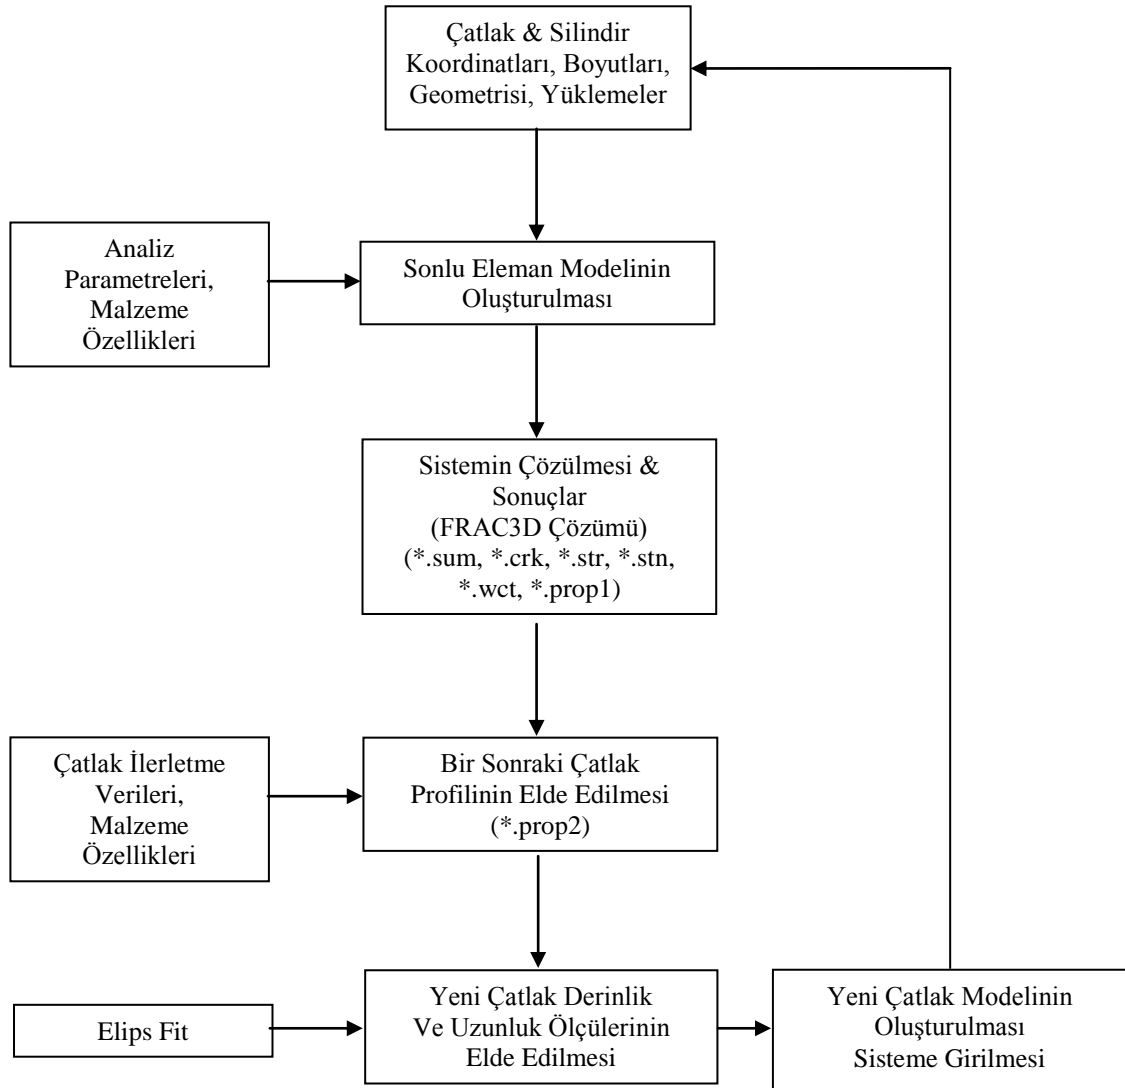 Çatlak & Silindir
Koordinatları, Boyutları,
Geometrisi, Yüklemeler
Analiz
Parametreleri,
Malzeme
Özellikleri
Sonlu Eleman Modelinin
Oluşturulması
Sistemin Çözülmesi &
Sonuçlar
(FRAC3D Çözümü)
(*.sum, *.crk, *.str, *.stn,
*.wct, *.prop1)
Çatlak İlerletme
Verileri,
Malzeme
Özellikleri
Bir Sonraki Çatlak
Profilinin Elde Edilmesi
(*.prop2)
Elips Fit
Yeni Çatlak Derinlik
Ve Uzunluk Ölçülerinin
Elde Edilmesi
Yeni Çatlak Modelinin
Oluşturulması
Sisteme Girilmesi